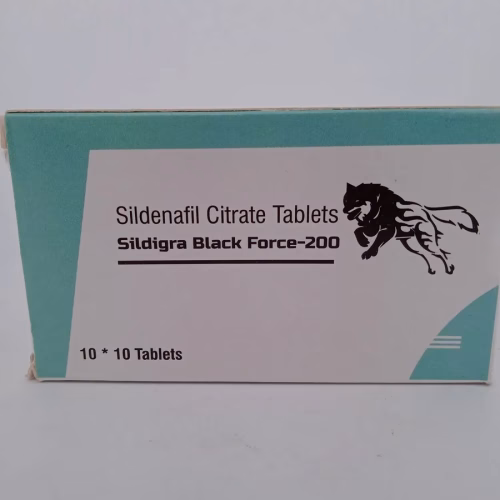 Sildenafil Citrate Tablets
Sildigra Black Force-200
10 * 10 Tablets